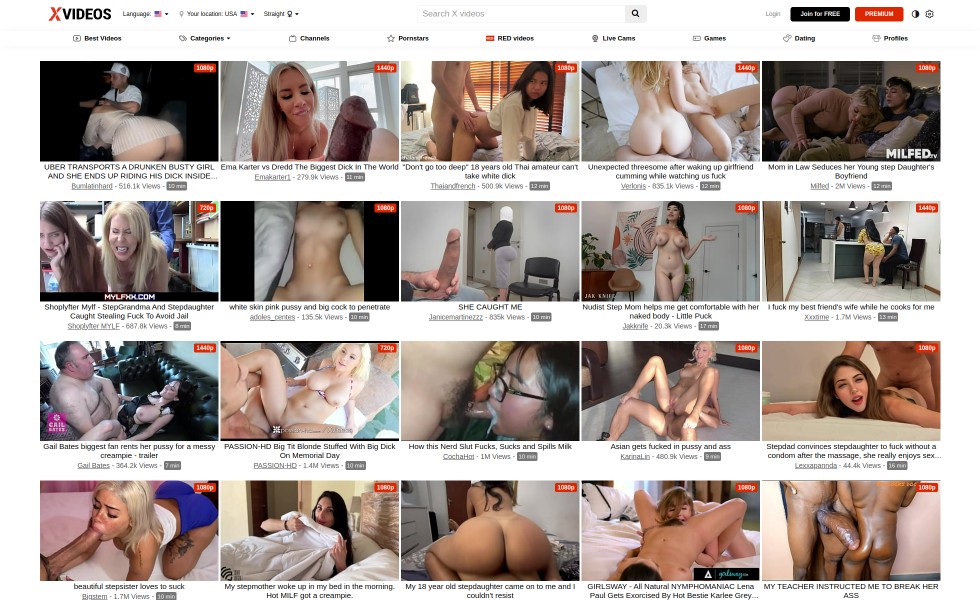 XVIDEOS Language: Your location: USA Straight Search X videos Login Join for FREE PREMIUM
Best Videos Categories Channels Pornstars RED videos Live Cams Games Dating Profiles
1080p 1440p 1080p 1440p 1080p
MILFED.TV
UBER TRANSPORTS A DRUNKEN BUSTY GIRL Ema Karter vs Dredd The Biggest Dick In The World "Don't go too deep" 18 years old Thai amateur can't Unexpected threesome after waking up girlfriend Mom in Law Seduces her Young step Daughter's
AND SHE ENDS UP RIDING HIS DICK INSIDE... Emakarter1 - 279.9k Views - 11 min take white dick cumming while watching us fuck Boyfriend
Bumlatinhard - 516.1k Views - 10 min Thaiandfrench - 500.9k Views - 12 min Verlonis - 835.1k Views - 12 min Milfed - 2M Views - 12 min
720p 1080p 1080p 1080p 1440p
MYLFXX.COM JAK KNIFE
Shoplyfter Mylf - StepGrandma And Stepdaughter white skin pink pussy and big cock to penetrate SHE CAUGHT ME Nudist Step Mom helps me get comfortable with her I fuck my best friend's wife while he cooks for me
Caught Stealing Fuck To Avoid Jail adoles_centes - 135.5k Views - 10 min Janicemartinezzz - 835k Views - 10 min naked body - Little Puck Xxxtime - 1.7M Views - 13 min
Shoplyfter MYLF - 687.8k Views - 8 min Jakknife - 20.3k Views - 17 min
1440p 720p 1080p 1080p
GAIL BATES
Gail Bates biggest fan rents her pussy for a messy PASSION-HD Big Tit Blonde Stuffed With Big Dick How this Nerd Slut Fucks, Sucks and Spills Milk Asian gets fucked in pussy and ass Stepdad convinces stepdaughter to fuck without a
creampie - trailer On Memorial Day CochaHot - 1M Views - 10 min KarinaLin - 480.9k Views - 9 min condom after the massage, she really enjoys sex...
Gail Bates - 364.2k Views - 7 min PASSION-HD - 1.4M Views - 10 min Lexxapannda - 44.4k Views - 16 min
1080p 1080p 1080p 1080p 1080p
girlsway.com
beautiful stepsister loves to suck My stepmother woke up in my bed in the morning. My 18 year old stepdaughter came on to me and I GIRLSWAY - All Natural NYMPHOMANIAC Lena MY TEACHER INSTRUCTED ME TO BREAK HER
Bigstem - 1.7M Views - 10 min Hot MILF got a creampie. couldn't resist Paul Gets Exorcised By Hot Bestie Karlee Grey... ASS